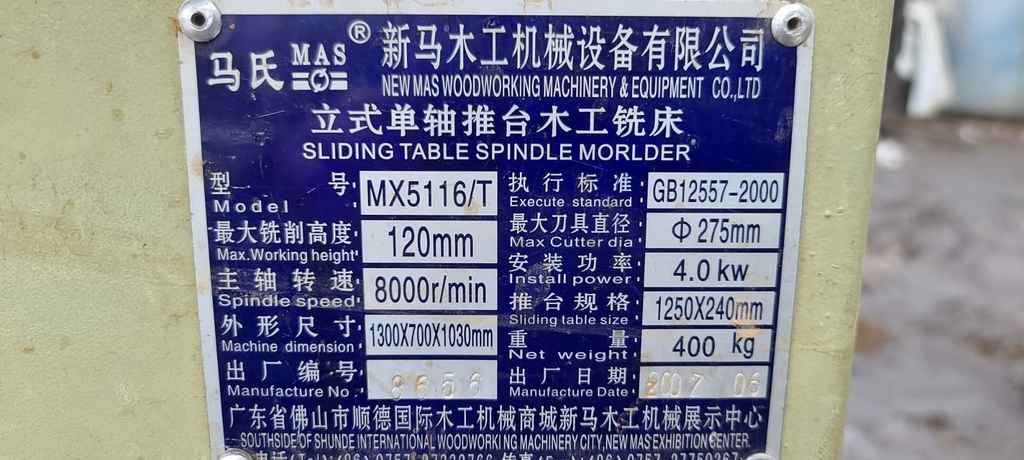 马氏 MAS ® 新马木工机械设备有限公司
NEW MAS WOODWORKING MACHINERY & EQUIPMENT CO.,LTD
立式单轴推台木工铣床
SLIDING TABLE SPINDLE MORLDER
型 号: MX5116/T 执行标准: GB12557-2000
Model Execute standard
最大铣削高度: 120mm 最大刀具直径: Φ275mm
Max.Working height Max Cutter dia
主轴转速: 8000r/min 安装功率: 4.0kw
Spindle speed Install power
外形尺寸: 1300X700X1030mm 推台规格: 1250X240mm
Machine dimension Sliding table size
出厂编号: 8656 重 量: 400 kg
Manufacture No Net weight
出厂日期: 2007 06
Manufacture Date
广东省佛山市顺德国际木工机械商城新马木工机械展示中心
SOUTHSIDE OF SHUNDE INTERNATIONAL WOODWORKING MACHINERY CITY, NEW MAS EXHIBITION CENTER.